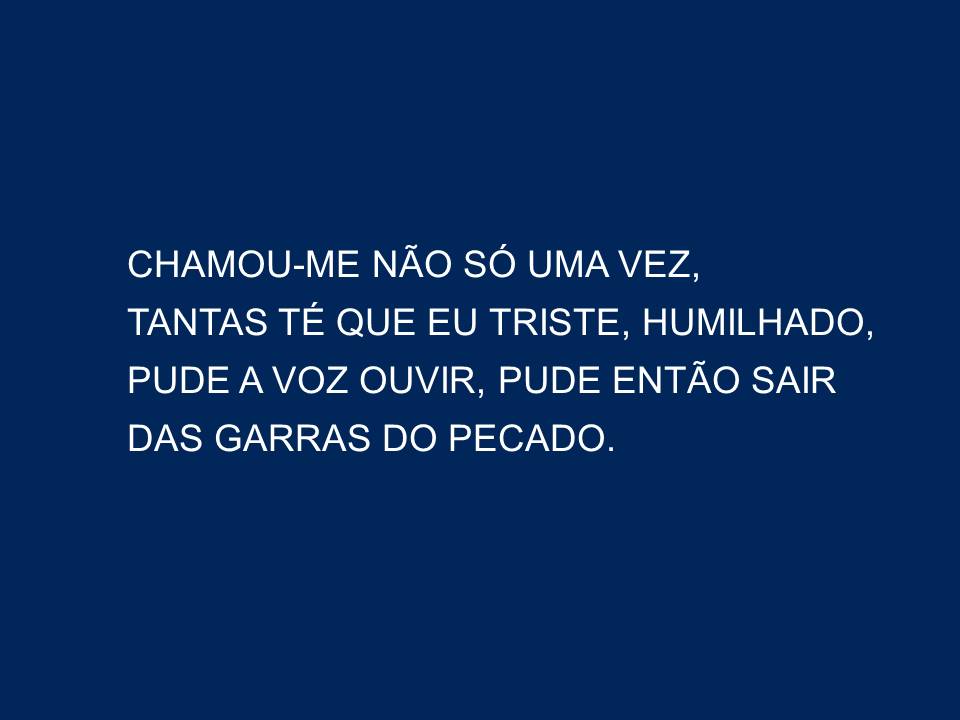 CHAMOU-ME NÃO SÓ UMA VEZ,
TANTAS TÉ QUE EU TRISTE, HUMILHADO,
PUDE A VOZ OUVIR, PUDE ENTÃO SAIR
DAS GARRAS DO PECADO.